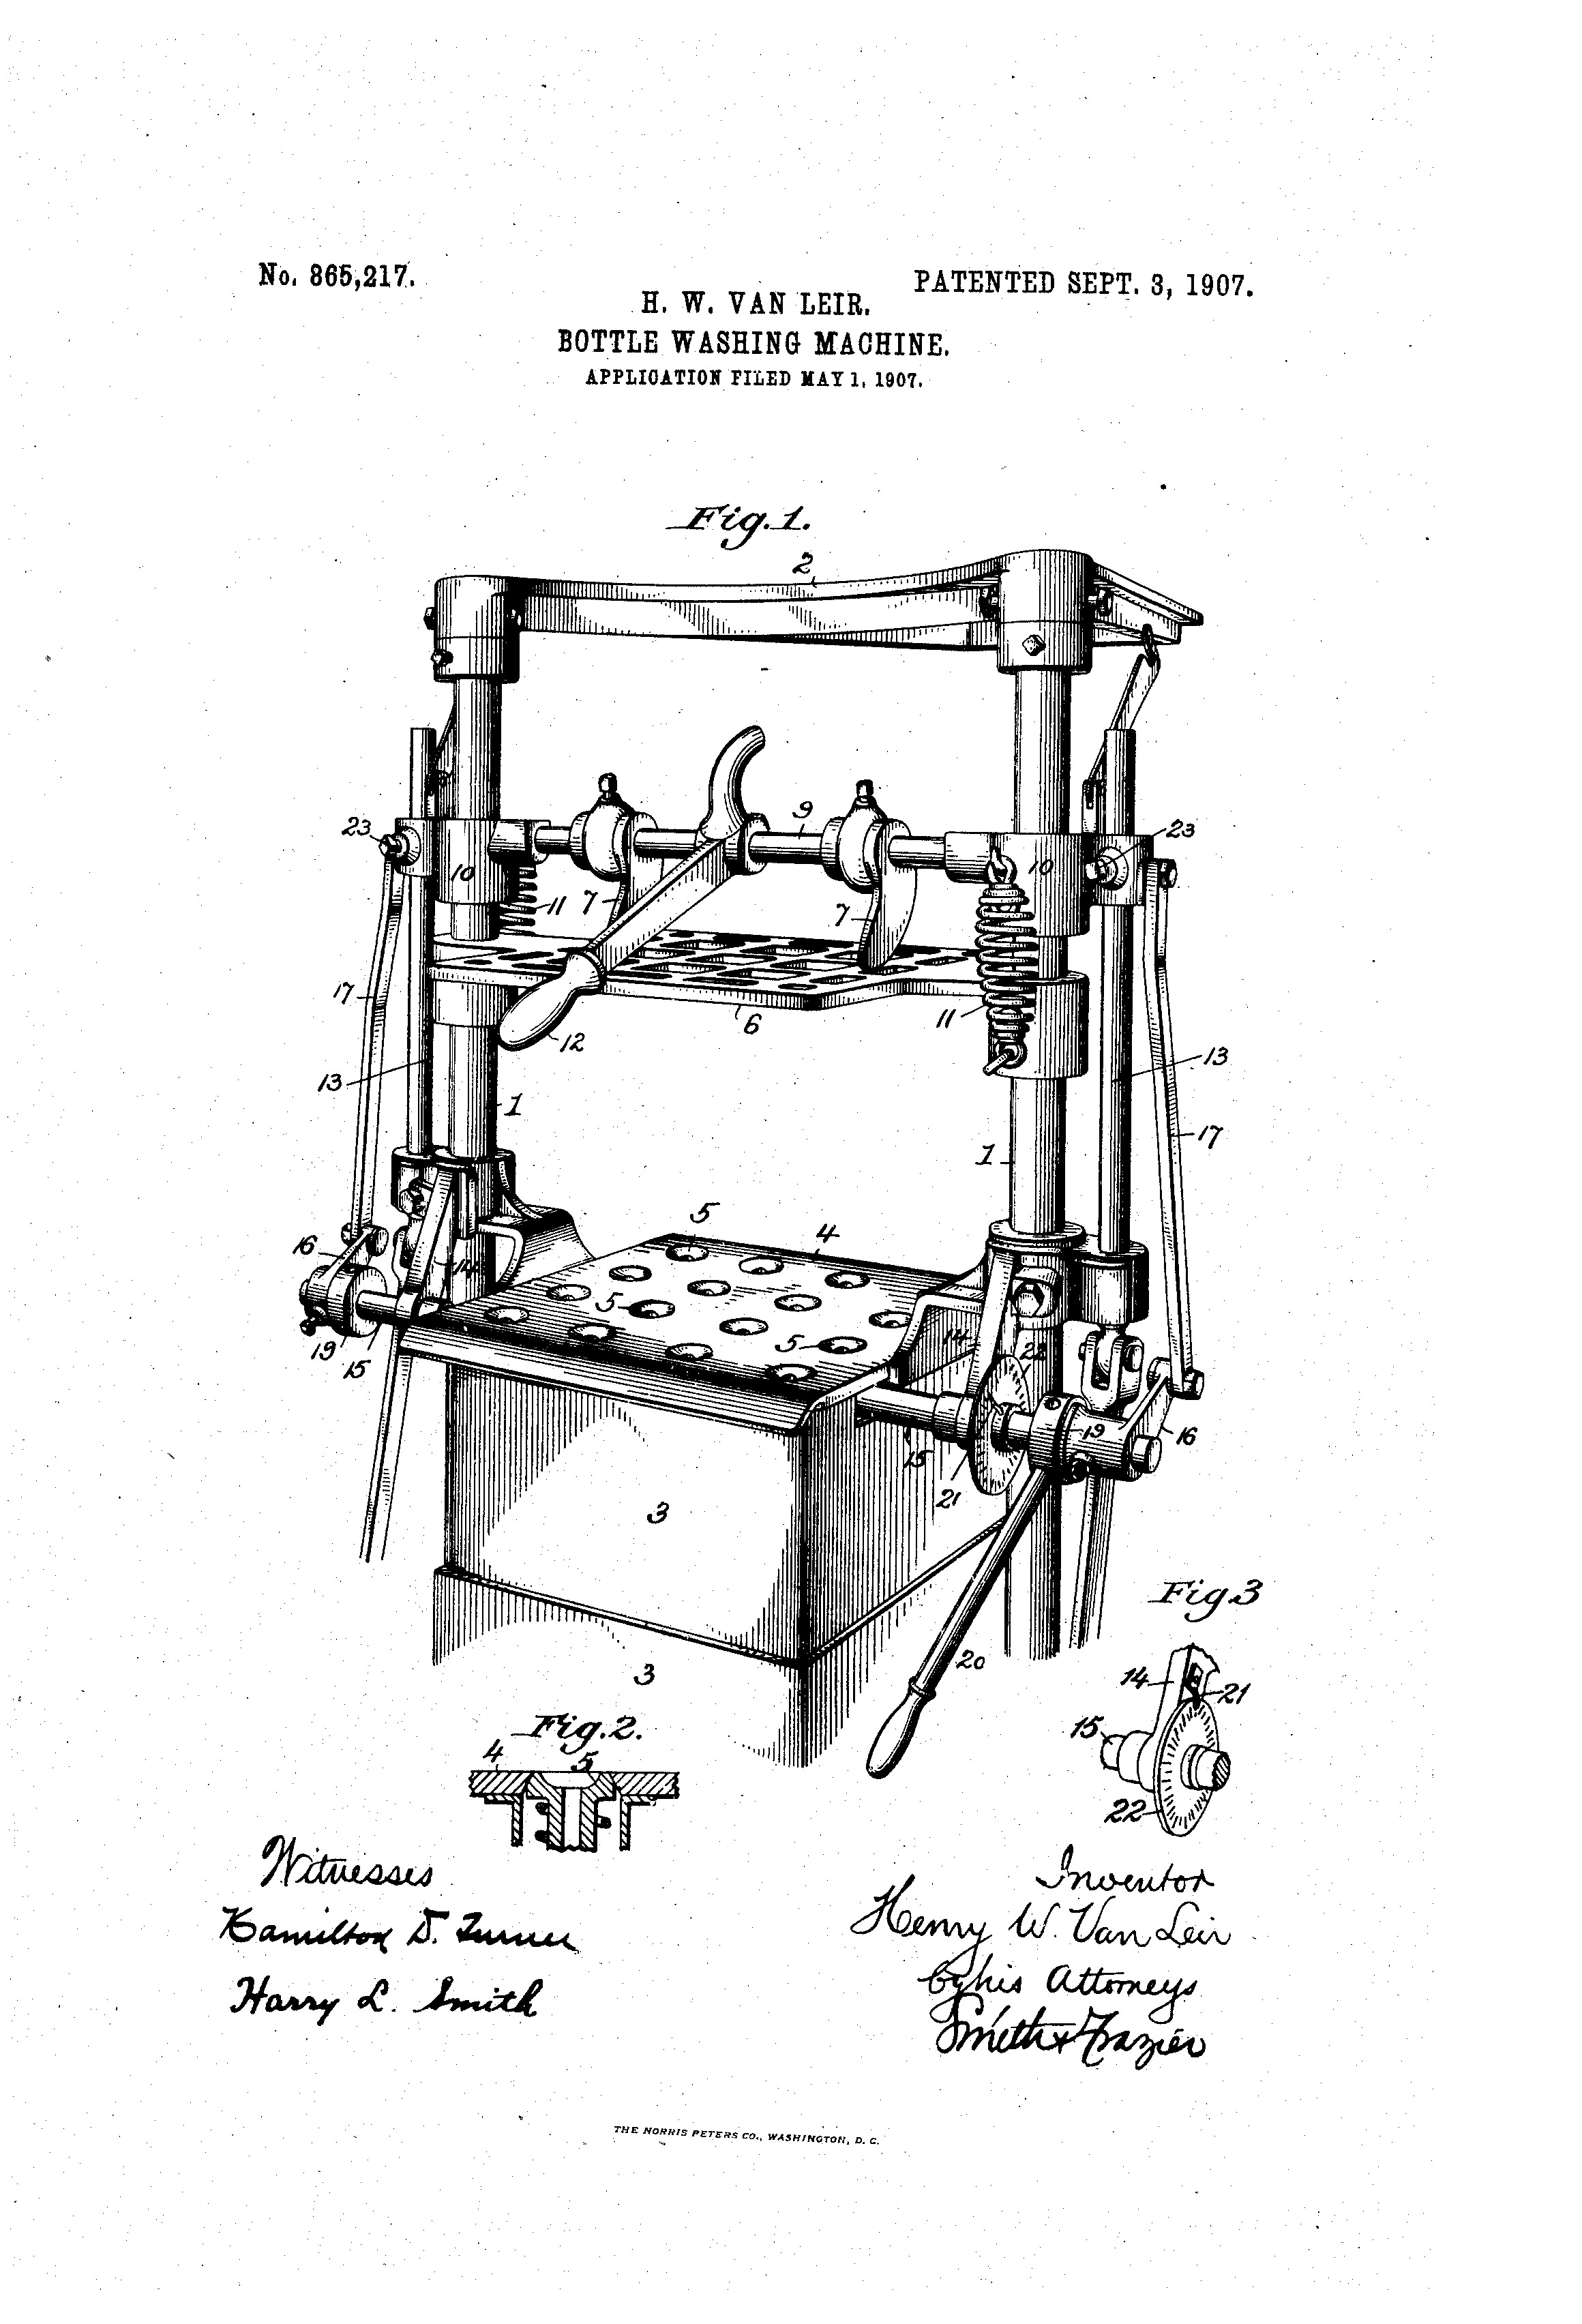 No. 865,217.
PATENTED SEPT. 3, 1907.
H. W. VAN LEIR.
BOTTLE WASHING MACHINE.
APPLICATION FILED MAY 1, 1907.
Fig. 1.
2
23
9
23
10
10
11
7
7
17
6
11
12
13
13
1
17
1
5
4
16
14
5
5
14
22
19
15
19
16
15
21
3
Fig 3
20
3
14
21
Fig. 2.
15
4
5
22
Witnesses
Inventor
Hamilton D. Turner
Henry W. Van Leir
Harry L. Smith
by his Attorneys
Smith & Frazier
THE NORRIS PETERS CO., WASHINGTON, D. C.